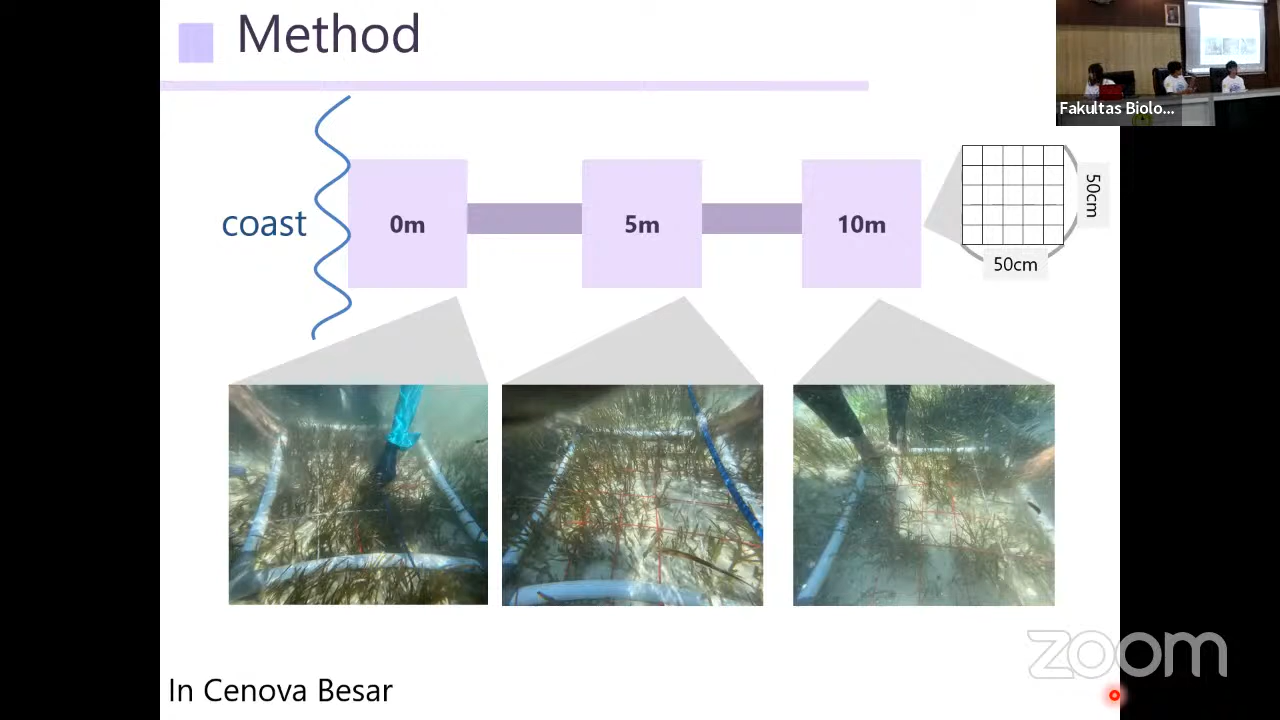 Method
Fakultas Biolo...
coast
0m
5m
10m
50cm
50cm
In Cenova Besar
zoom